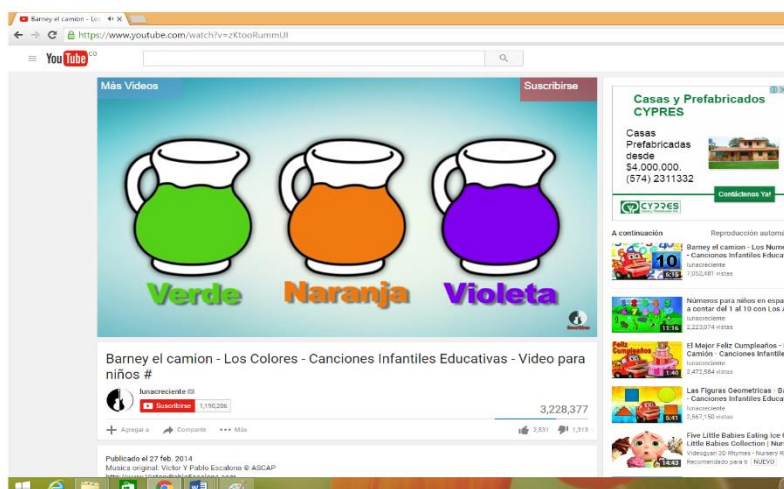 Barney el camion - Los
https://www.youtube.com/watch?v=zKtooRummUI
YouTube CO
Más Videos
Suscribirse
Verde Naranja Violeta
Barney el camion - Los Colores - Canciones Infantiles Educativas - Video para
niños #
lunacreciente
Suscribirse 1,190,206
3,228,377
Agregar a Compartir Más
2,531 1,313
Publicado el 27 feb. 2014
Musica original: Victor Y Pablo Escalona © ASCAP
Casas y Prefabricados
CYPRES
Casas
Prefabricadas
desde
$4.000.000.
(574) 2311332
Contáctenos Ya!
CYPRES
A continuación
Reproducción automá
Barney el camion - Los Nume
- Canciones Infantiles Educa
lunacreciente
7,052,481 vistas
10
6:15
Números para niños en espa
a contar del 1 al 10 con Los A
lunacreciente
2,223,074 vistas
11:16
El Mejor Feliz Cumpleaños -
Camión - Canciones Infantile
lunacreciente
2,472,584 vistas
Feliz
Cumpleaños
1:40
Las Figuras Geometricas - Ba
- Canciones Infantiles Educa
lunacreciente
2,567,150 vistas
6:41
Five Little Babies Eating Ice C
Little Babies Collection | Nurs
Videogyan 3D Rhymes - Nursery R
Recomendado para ti NUEVO
14:43